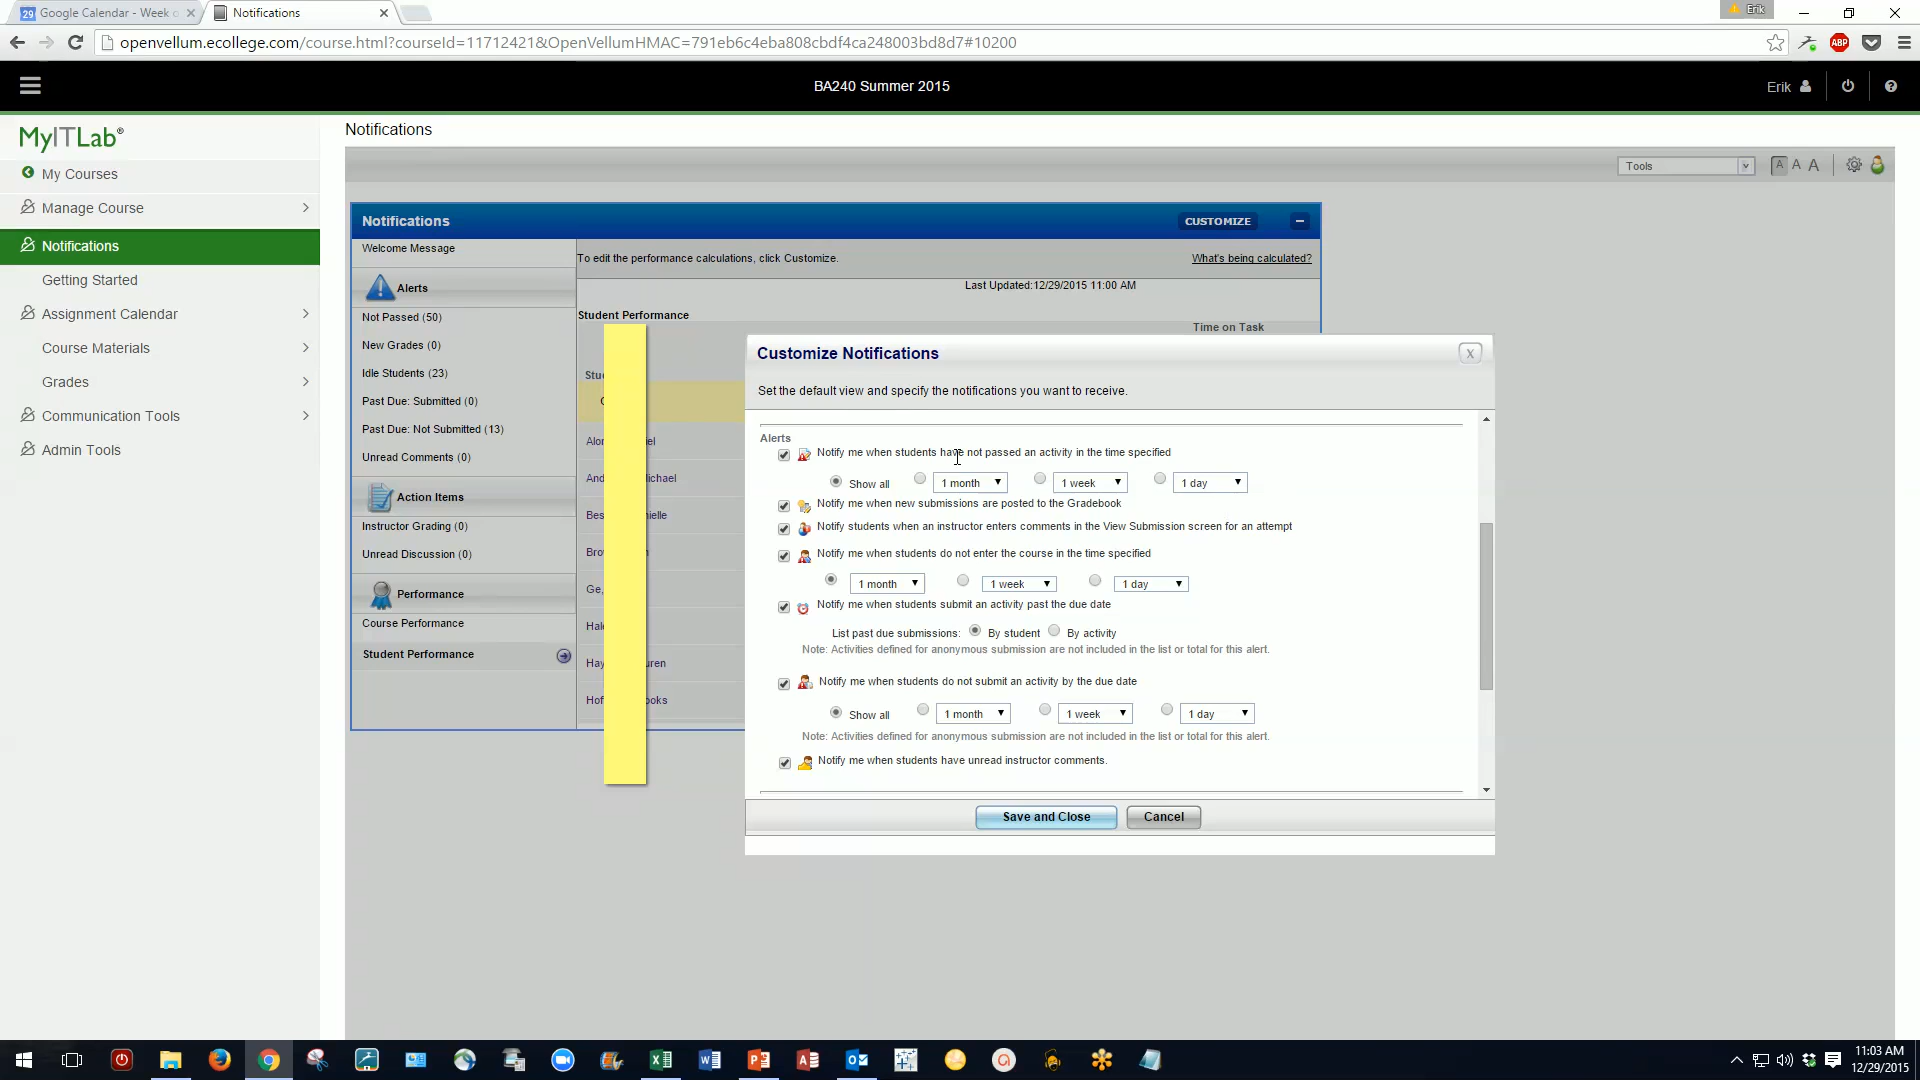 29 Google Calendar - Week o
Notifications
Erik
openvellum.ecollege.com/course.html?courseId=11712421&OpenVellumHMAC=791eb6c4eba808cbdf4ca248003bd8d7#10200
ABP
BA240 Summer 2015
Erik
MyITLab®
My Courses
Manage Course
Notifications
Getting Started
Assignment Calendar
Course Materials
Grades
Communication Tools
Admin Tools
Notifications
Tools
A A A
Notifications
CUSTOMIZE
Welcome Message
Alerts
Not Passed (50)
New Grades (0)
Idle Students (23)
Past Due: Submitted (0)
Past Due: Not Submitted (13)
Unread Comments (0)
Action Items
Instructor Grading (0)
Unread Discussion (0)
Performance
Course Performance
Student Performance
To edit the performance calculations, click Customize.
What's being calculated?
Last Updated:12/29/2015 11:00 AM
Student Performance
Time on Task
Customize Notifications
X
Set the default view and specify the notifications you want to receive.
Alerts
Notify me when students have not passed an activity in the time specified
Show all 1 month 1 week 1 day
Notify me when new submissions are posted to the Gradebook
Notify students when an instructor enters comments in the View Submission screen for an attempt
Notify me when students do not enter the course in the time specified
1 month 1 week 1 day
Notify me when students submit an activity past the due date
List past due submissions: By student By activity
Note: Activities defined for anonymous submission are not included in the list or total for this alert.
Notify me when students do not submit an activity by the due date
Show all 1 month 1 week 1 day
Note: Activities defined for anonymous submission are not included in the list or total for this alert.
Notify me when students have unread instructor comments.
Save and Close
Cancel
11:03 AM
12/29/2015